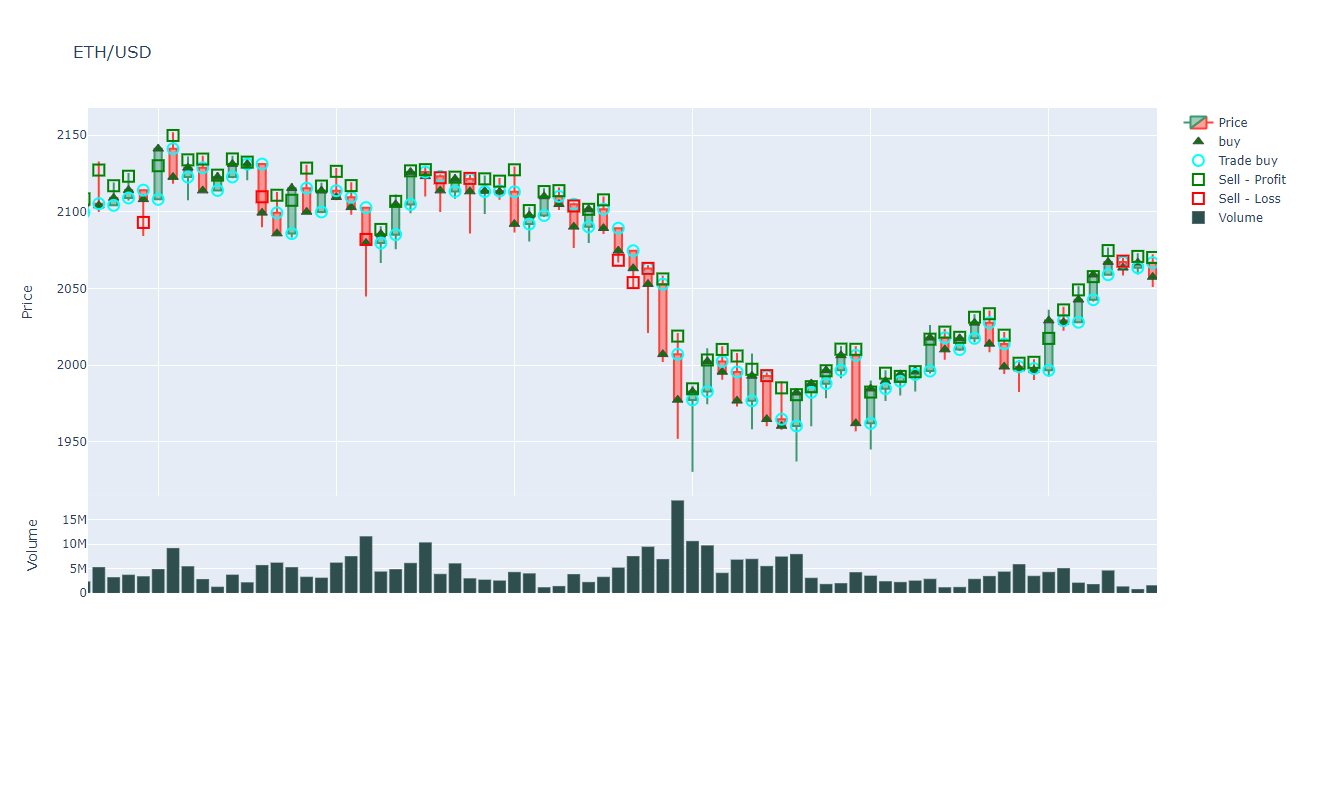 ETH/USD
Price
2150
2100
2050
2000
1950
Volume
15M
10M
5M
0
Price
buy
Trade buy
Sell - Profit
Sell - Loss
Volume